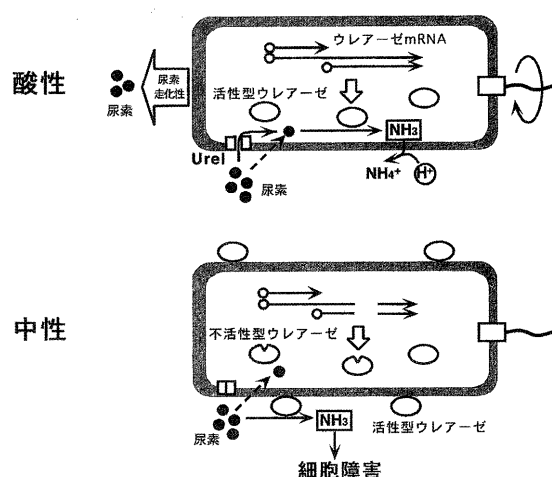 酸性
尿素
尿素
走化性
ウレアーゼmRNA
活性型ウレアーゼ
UreI
尿素
NH₃
NH₄⁺
H⁺
中性
不活性型ウレアーゼ
尿素
NH₃
活性型ウレアーゼ
細胞障害